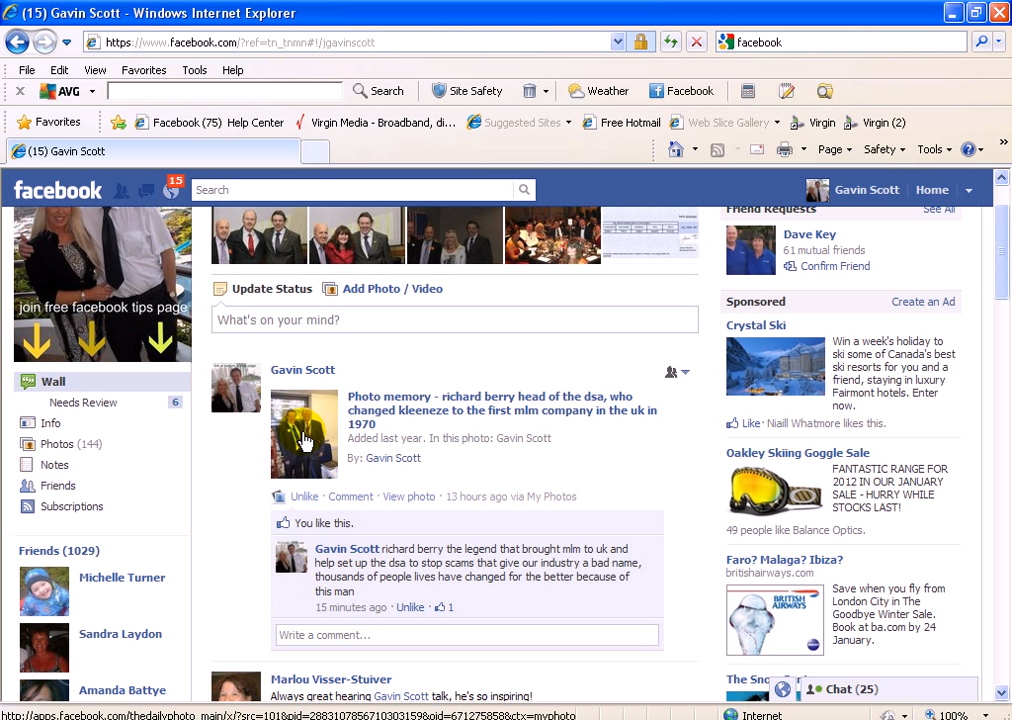 (15) Gavin Scott - Windows Internet Explorer
https://www.facebook.com/?ref=tn_tnmn#!/jgavinscott
facebook
File Edit View Favorites Tools Help
AVG Search Site Safety Weather Facebook
Favorites Facebook (75) Help Center Virgin Media - Broadband, di... Suggested Sites Free Hotmail Web Slice Gallery Virgin Virgin (2)
(15) Gavin Scott
Page Safety Tools
facebook 15 Search Gavin Scott Home
join free facebook tips page
Wall
Needs Review 6
Info
Photos (144)
Notes
Friends
Subscriptions
Friends (1029)
Michelle Turner
Sandra Laydon
Amanda Battye
Update Status Add Photo / Video
What's on your mind?
Gavin Scott
Photo memory - richard berry head of the dsa, who
changed kleeneze to the first mlm company in the uk in
1970
Added last year. In this photo: Gavin Scott
By: Gavin Scott
Unlike · Comment · View photo · 13 hours ago via My Photos
You like this.
Gavin Scott richard berry the legend that brought mlm to uk and
help set up the dsa to stop scams that give our industry a bad name,
thousands of people lives have changed for the better because of
this man
15 minutes ago · Unlike · 1
Write a comment...
Marlou Visser-Stuiver
Always great hearing Gavin Scott talk, he's so inspiring!
Friend Requests See All
Dave Key
61 mutual friends
Confirm Friend
Sponsored Create an Ad
Crystal Ski
Win a week's holiday to
ski some of Canada's best
ski resorts for you and a
friend, staying in luxury
Fairmont hotels. Enter
now.
Like · Niaill Whatmore likes this.
Oakley Skiing Goggle Sale
FANTASTIC RANGE FOR
2012 IN OUR JANUARY
SALE - HURRY WHILE
STOCKS LAST!
49 people like Balance Optics.
Faro? Malaga? Ibiza?
britishairways.com
BRITISH AIRWAYS
Save when you fly from
London City in The
Goodbye Winter Sale.
Book at ba.com by 24
January.
Chat (25)
http://apps.facebook.com/thedailyphoto_main/x/?src=101&pid=288310785671030315&oid=671275858&ctx=myphoto
Internet 100%